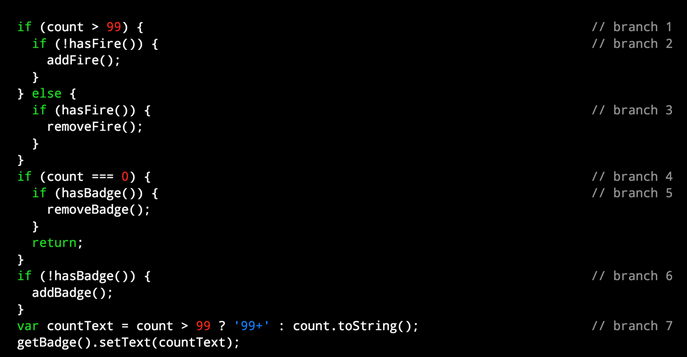 if (count > 99) { // branch 1
  if (!hasFire()) { // branch 2
    addFire();
  }
} else {
  if (hasFire()) { // branch 3
    removeFire();
  }
}
if (count === 0) { // branch 4
  if (hasBadge()) { // branch 5
    removeBadge();
  }
  return;
}
if (!hasBadge()) { // branch 6
  addBadge();
}
var countText = count > 99 ? '99+' : count.toString(); // branch 7
getBadge().setText(countText);